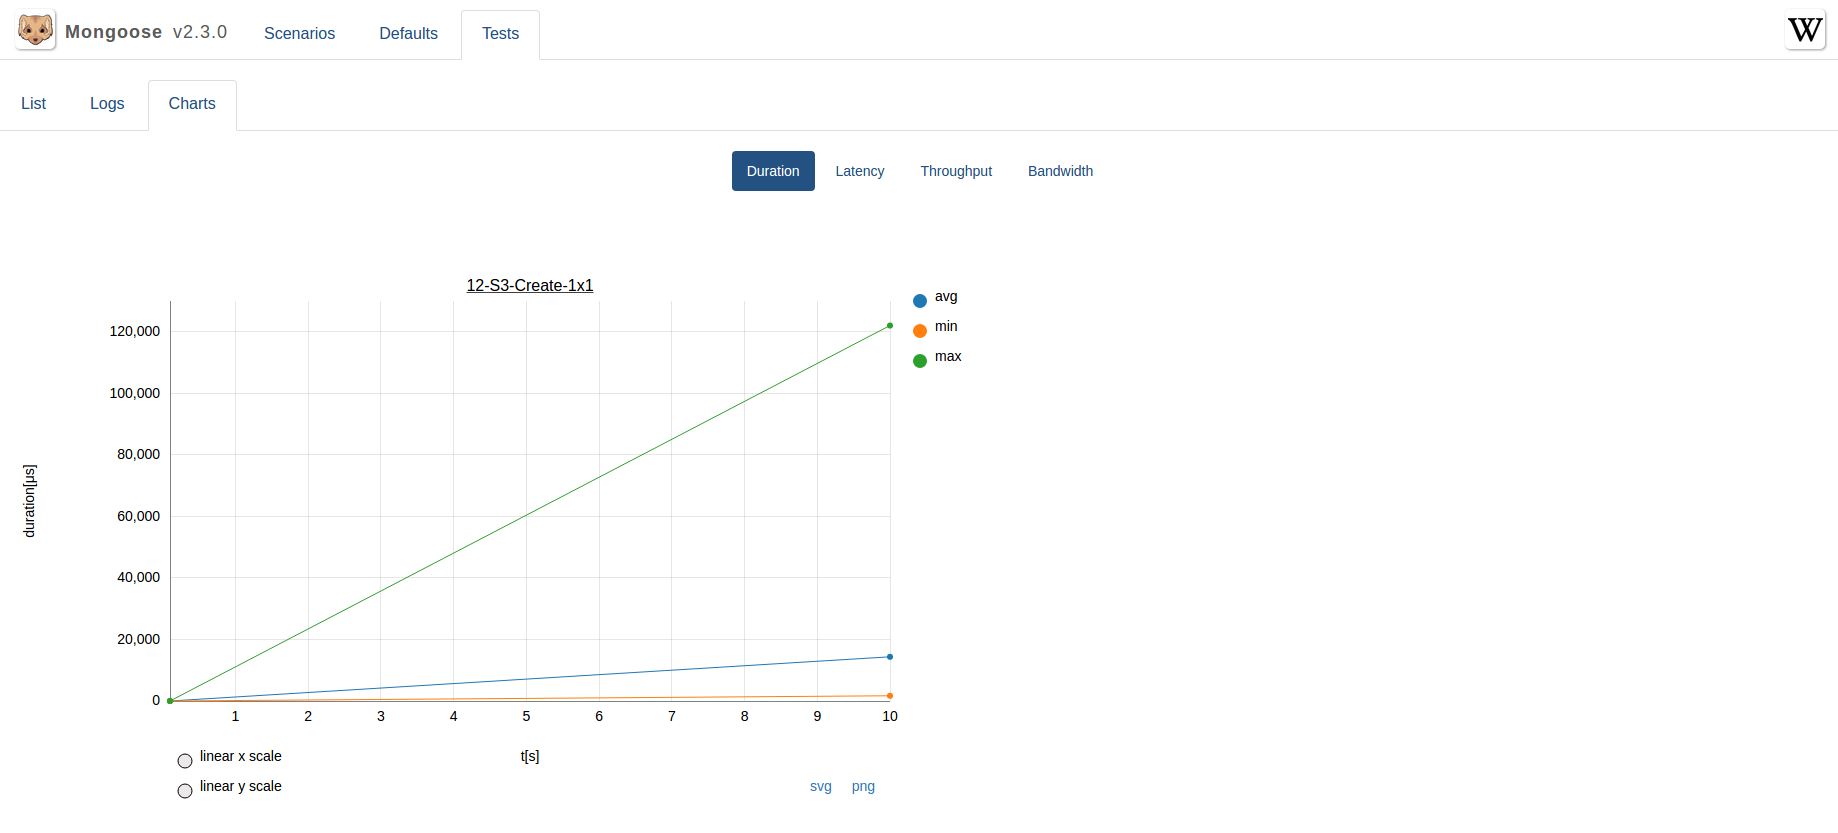 Mongoose v2.3.0 Scenarios Defaults Tests W
List Logs Charts
Duration Latency Throughput Bandwidth
12-S3-Create-1x1
avg
min
max
120,000
100,000
80,000
60,000
40,000
20,000
0
duration[μs]
1 2 3 4 5 6 7 8 9 10
t[s]
linear x scale
linear y scale
svg png